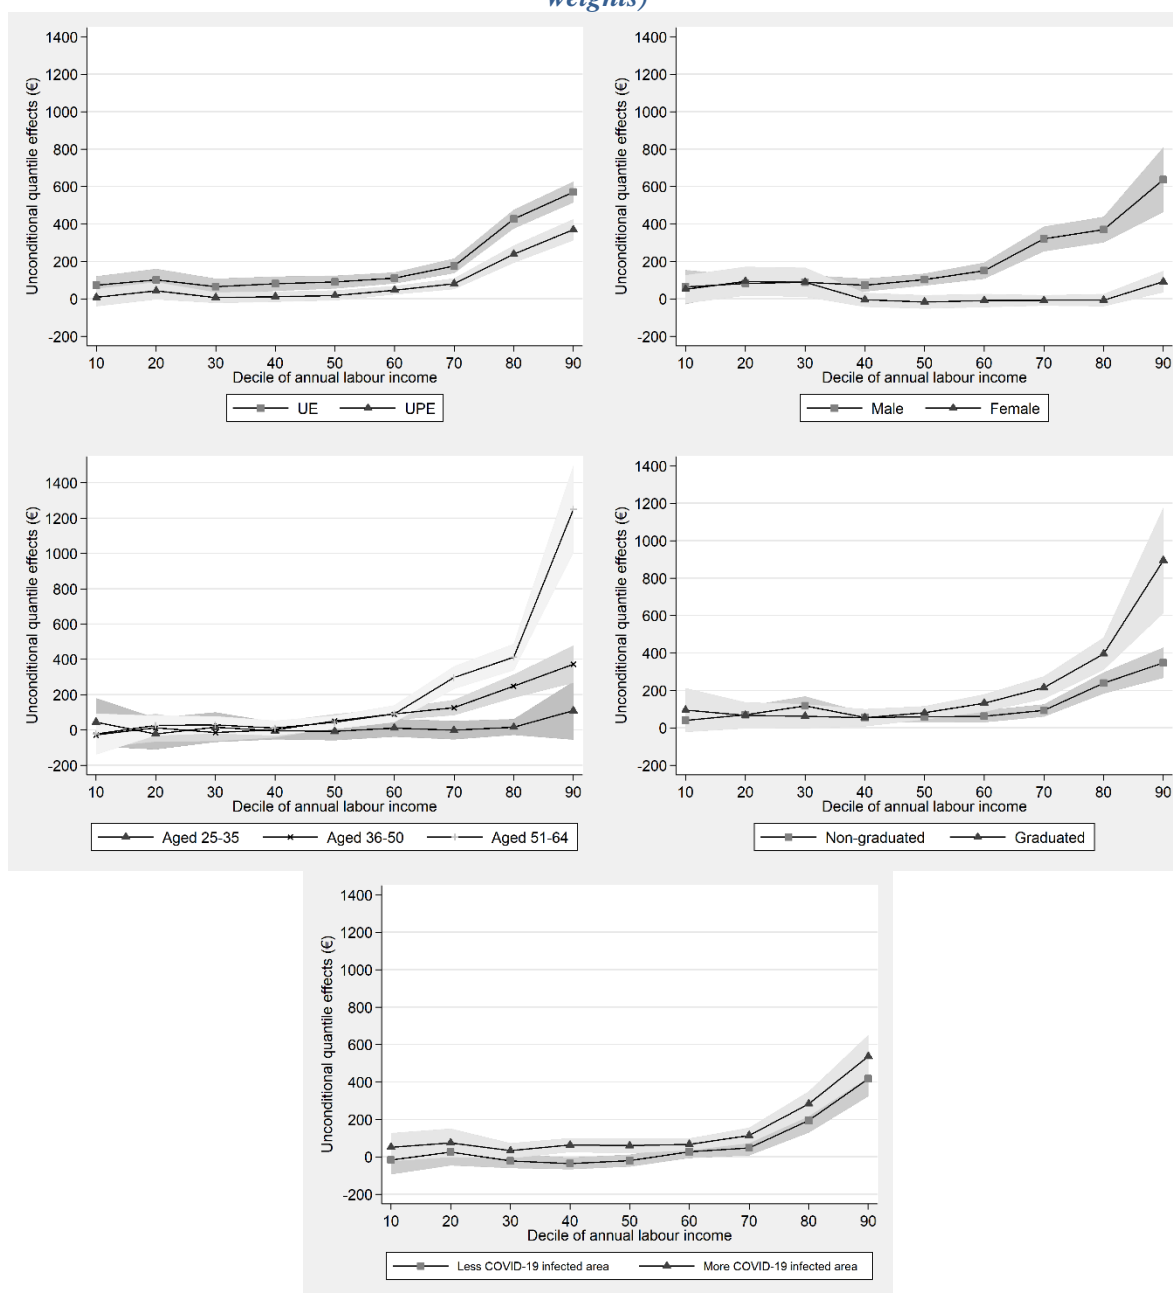 weights)
1400
1200
1000
800
600
400
200
0
-200
Unconditional quantile effects (€)
10 20 30 40 50 60 70 80 90
Decile of annual labour income
UE UPE
1400
1200
1000
800
600
400
200
0
-200
Unconditional quantile effects (€)
10 20 30 40 50 60 70 80 90
Decile of annual labour income
Male Female
1400
1200
1000
800
600
400
200
0
-200
Unconditional quantile effects (€)
10 20 30 40 50 60 70 80 90
Decile of annual labour income
Aged 25-35 Aged 36-50 Aged 51-64
1400
1200
1000
800
600
400
200
0
-200
Unconditional quantile effects (€)
10 20 30 40 50 60 70 80 90
Decile of annual labour income
Non-graduated Graduated
1400
1200
1000
800
600
400
200
0
-200
Unconditional quantile effects (€)
10 20 30 40 50 60 70 80 90
Decile of annual labour income
Less COVID-19 infected area More COVID-19 infected area